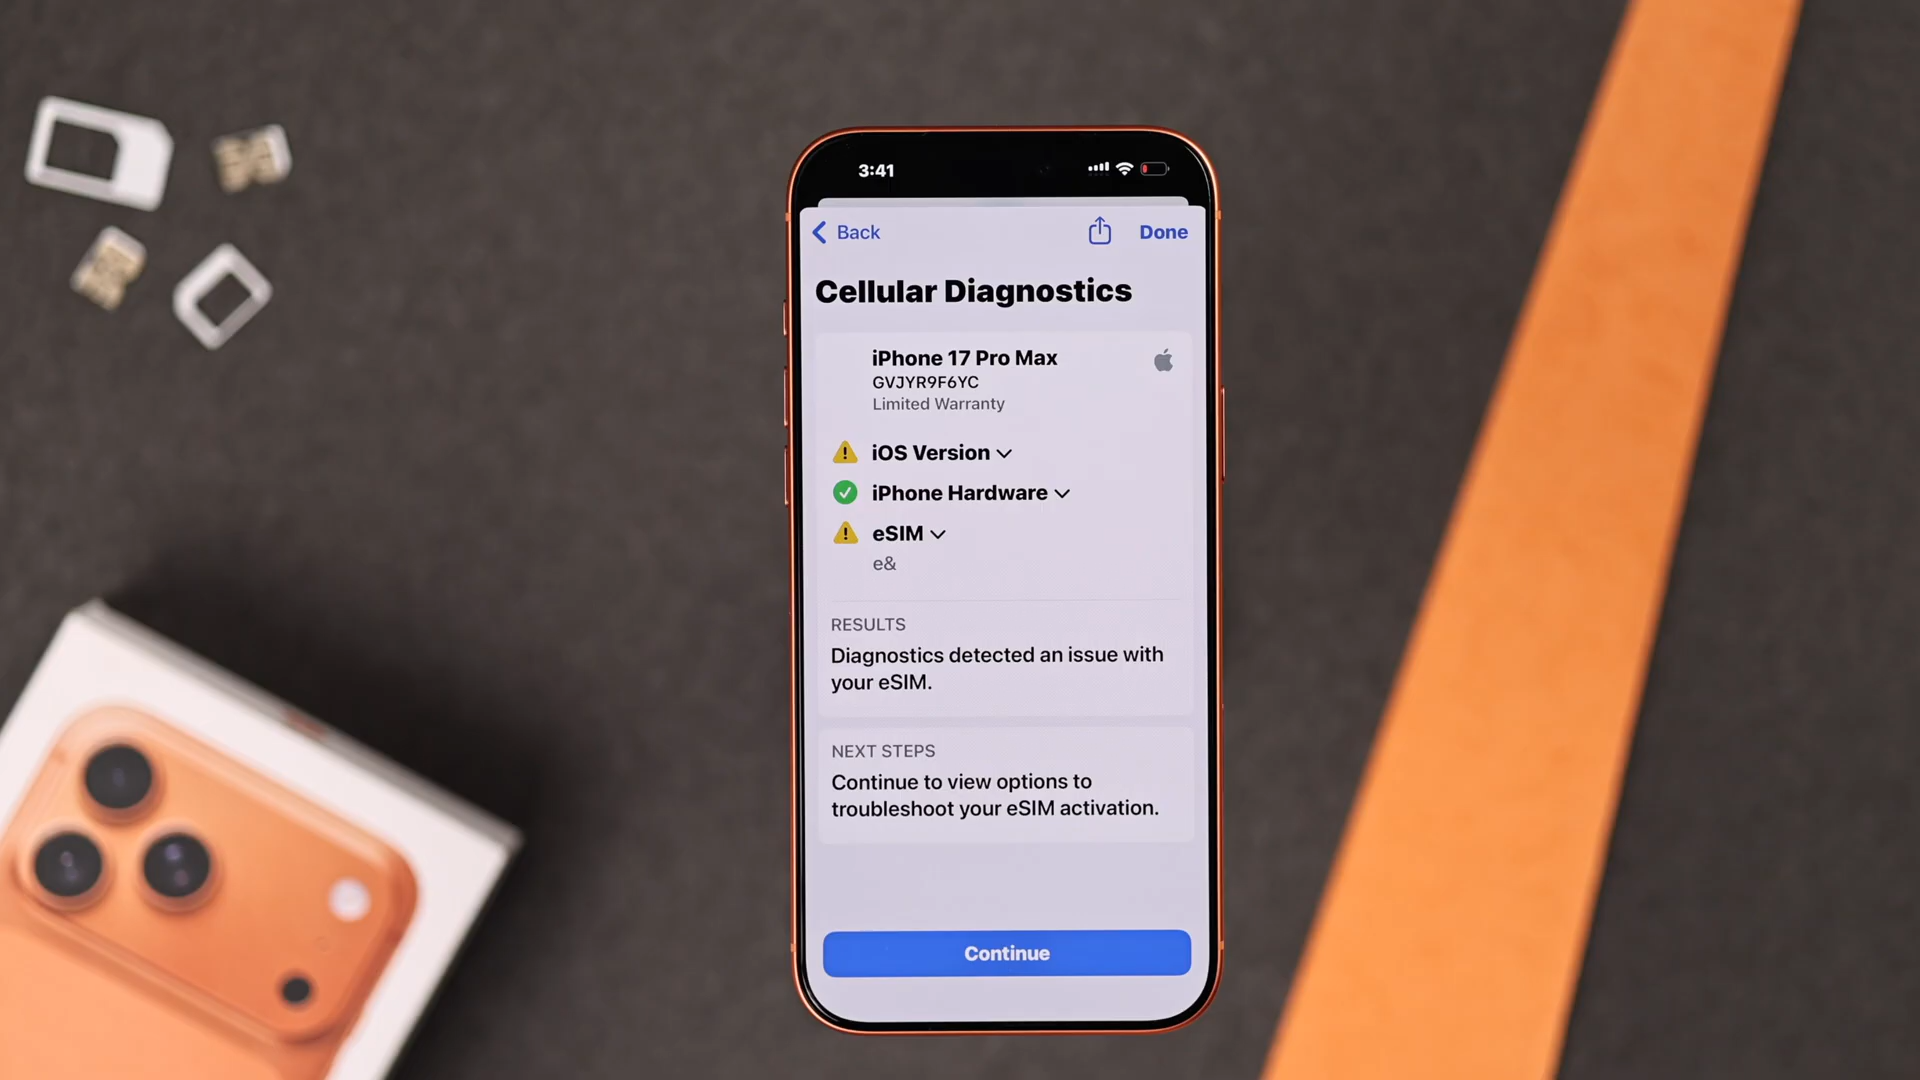 3:41
Back
Done
Cellular Diagnostics
iPhone 17 Pro Max
GVJYR9F6YC
Limited Warranty
iOS Version
iPhone Hardware
eSIM
e&
RESULTS
Diagnostics detected an issue with
your eSIM.
NEXT STEPS
Continue to view options to
troubleshoot your eSIM activation.
Continue